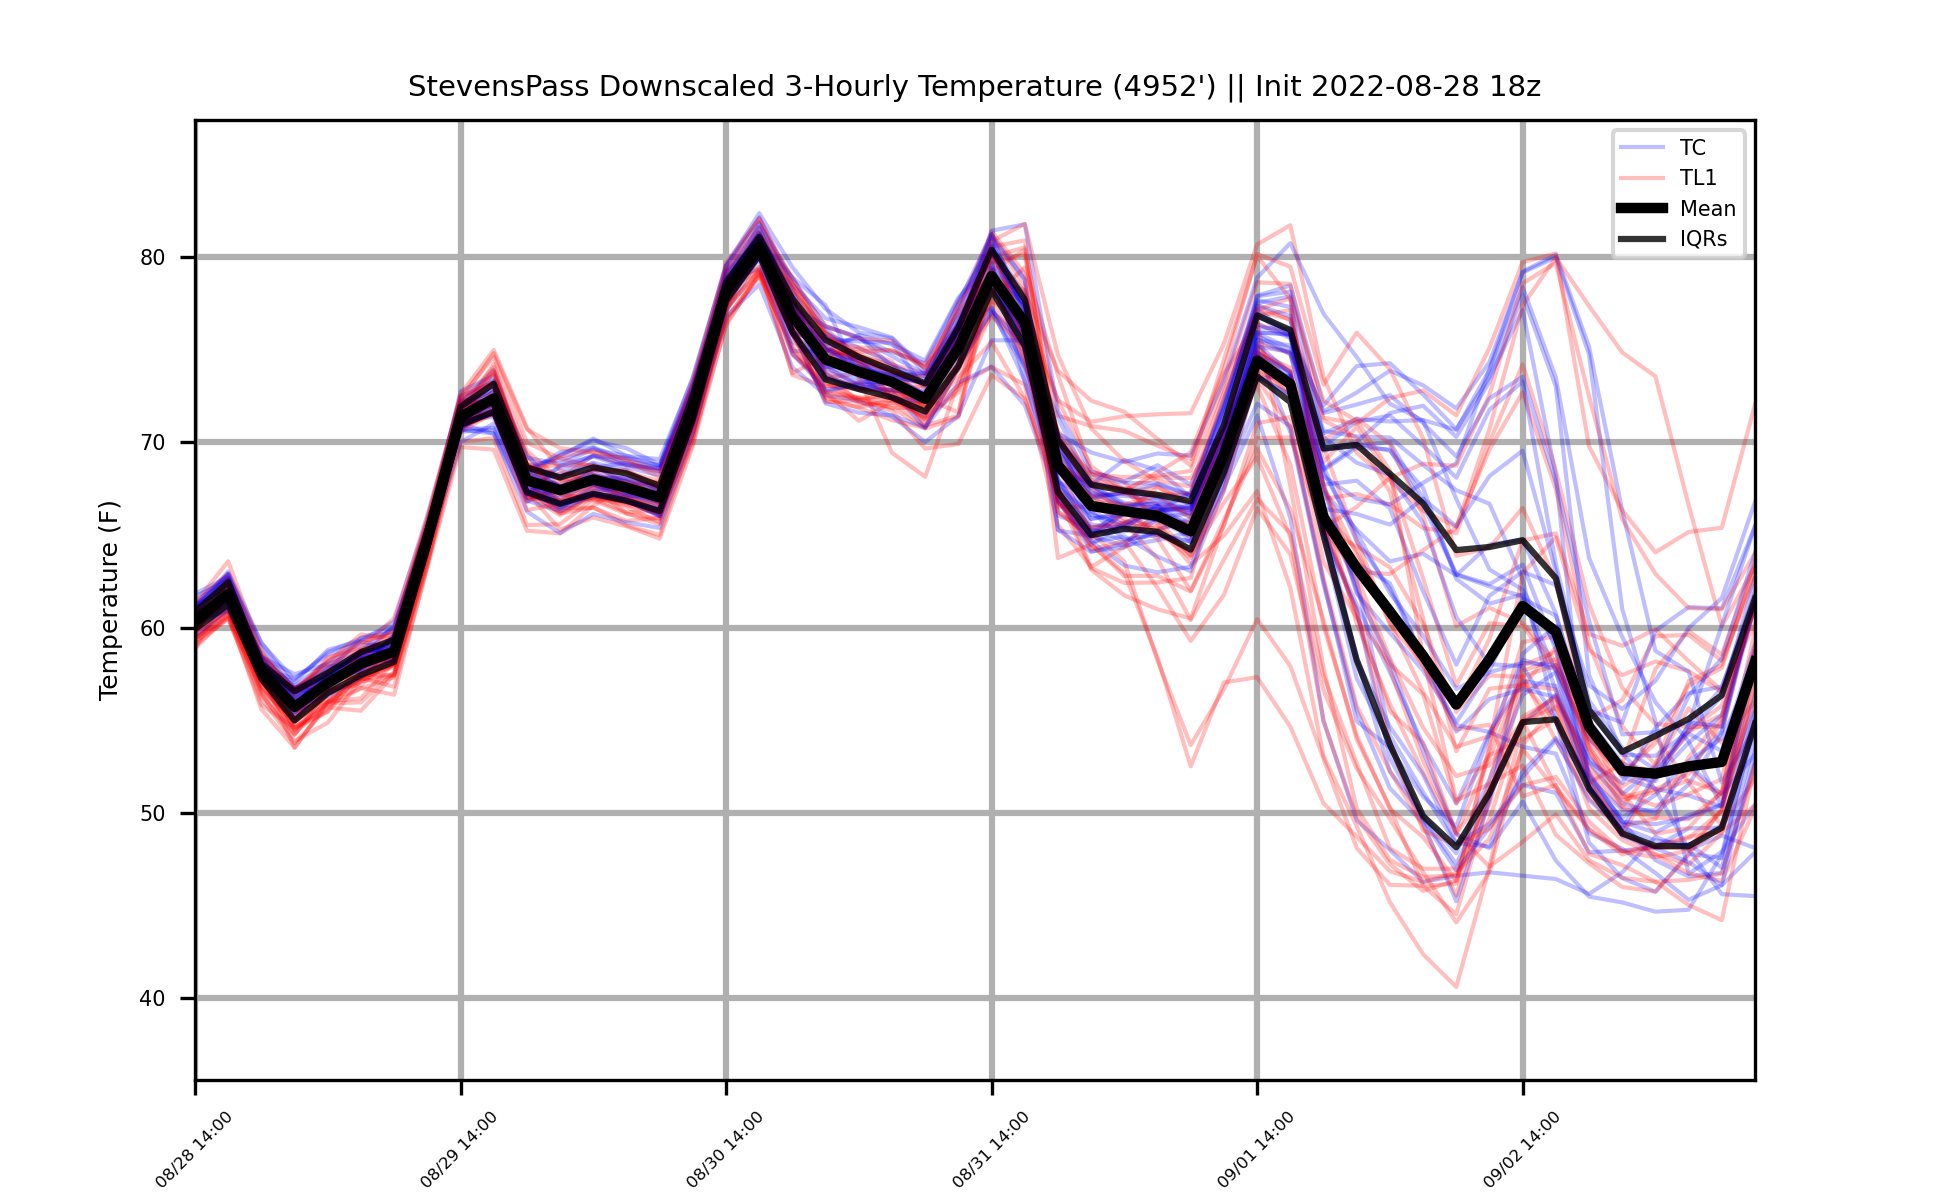 StevensPass Downscaled 3-Hourly Temperature (4952') || Init 2022-08-28 18z
TC
TL1
Mean
IQRs
Temperature (F)
80
70
60
50
40
08/28 14:00
08/29 14:00
08/30 14:00
08/31 14:00
09/01 14:00
09/02 14:00